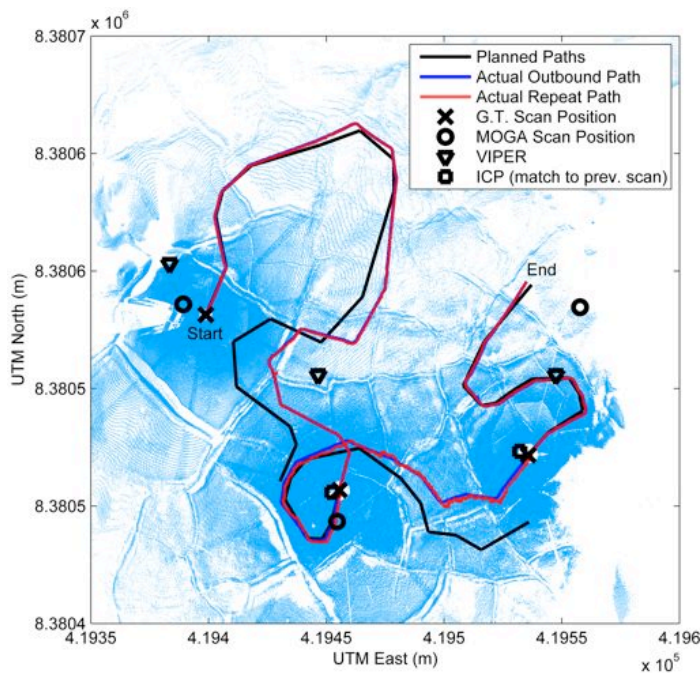 x 10⁶
8.3807
8.3806
8.3806
8.3805
8.3805
8.3804
UTM North (m)
Planned Paths
Actual Outbound Path
Actual Repeat Path
G.T. Scan Position
MOGA Scan Position
VIPER
ICP (match to prev. scan)
Start
End
4.1935 4.194 4.1945 4.195 4.1955 4.196
UTM East (m)
x 10⁵